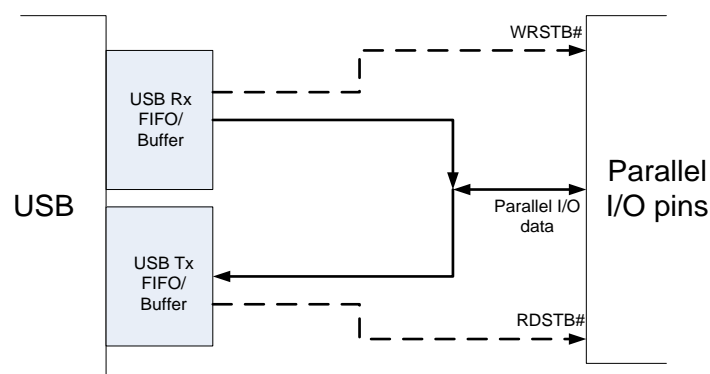 WRSTB#
USB Rx
FIFO/
Buffer
USB
Parallel
I/O pins
Parallel I/O
data
USB Tx
FIFO/
Buffer
RDSTB#